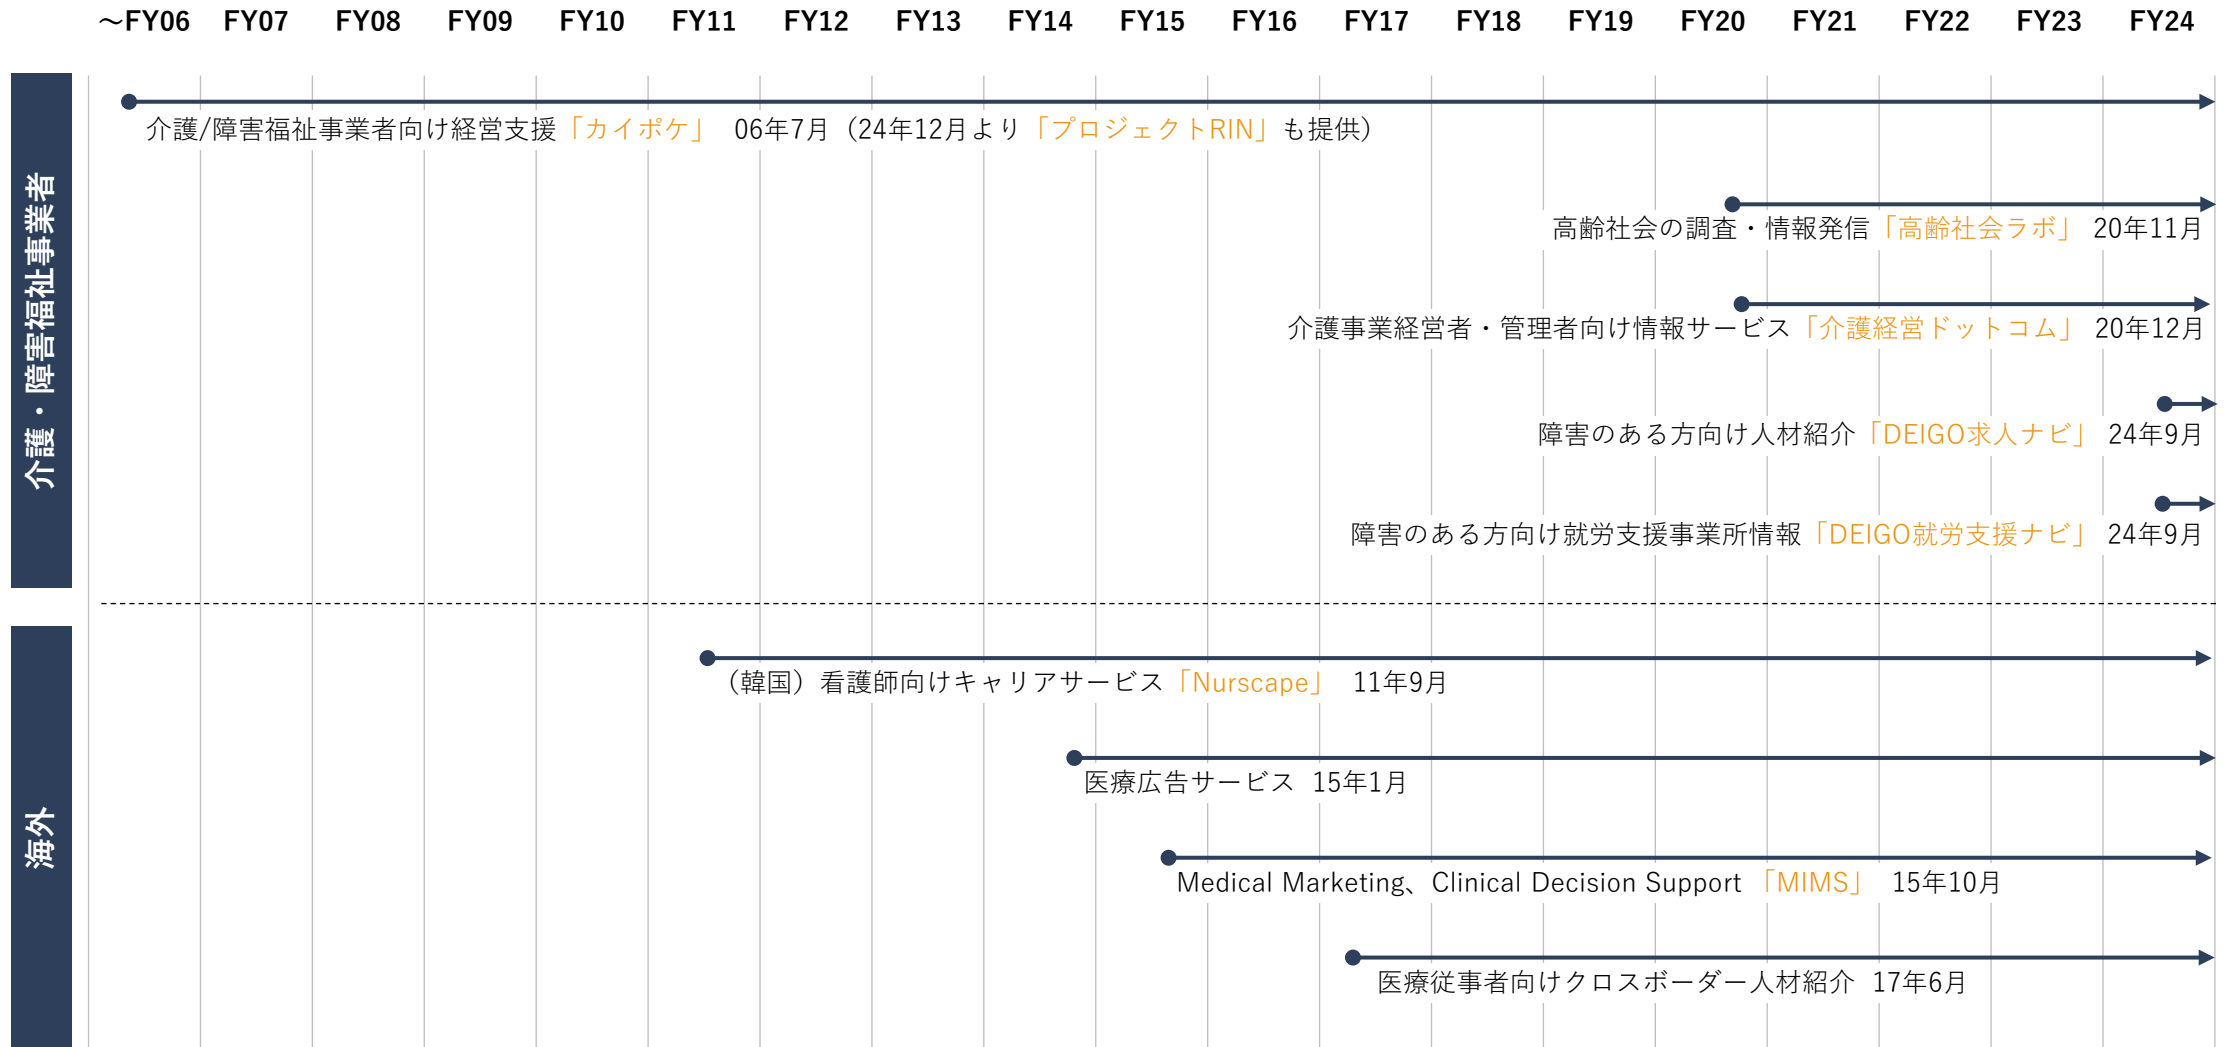 ～FY06 FY07 FY08 FY09 FY10 FY11 FY12 FY13 FY14 FY15 FY16 FY17 FY18 FY19 FY20 FY21 FY22 FY23 FY24
介護・障害福祉事業者
介護/障害福祉事業者向け経営支援「カイポケ」 06年7月（24年12月より「プロジェクトRIN」も提供）
高齢社会の調査・情報発信「高齢社会ラボ」 20年11月
介護事業経営者・管理者向け情報サービス「介護経営ドットコム」 20年12月
障害のある方向け人材紹介「DEIGO求人ナビ」 24年9月
障害のある方向け就労支援事業所情報「DEIGO就労支援ナビ」 24年9月
海外
（韓国）看護師向けキャリアサービス「Nurscape」 11年9月
医療広告サービス 15年1月
Medical Marketing、Clinical Decision Support 「MIMS」 15年10月
医療従事者向けクロスボーダー人材紹介 17年6月